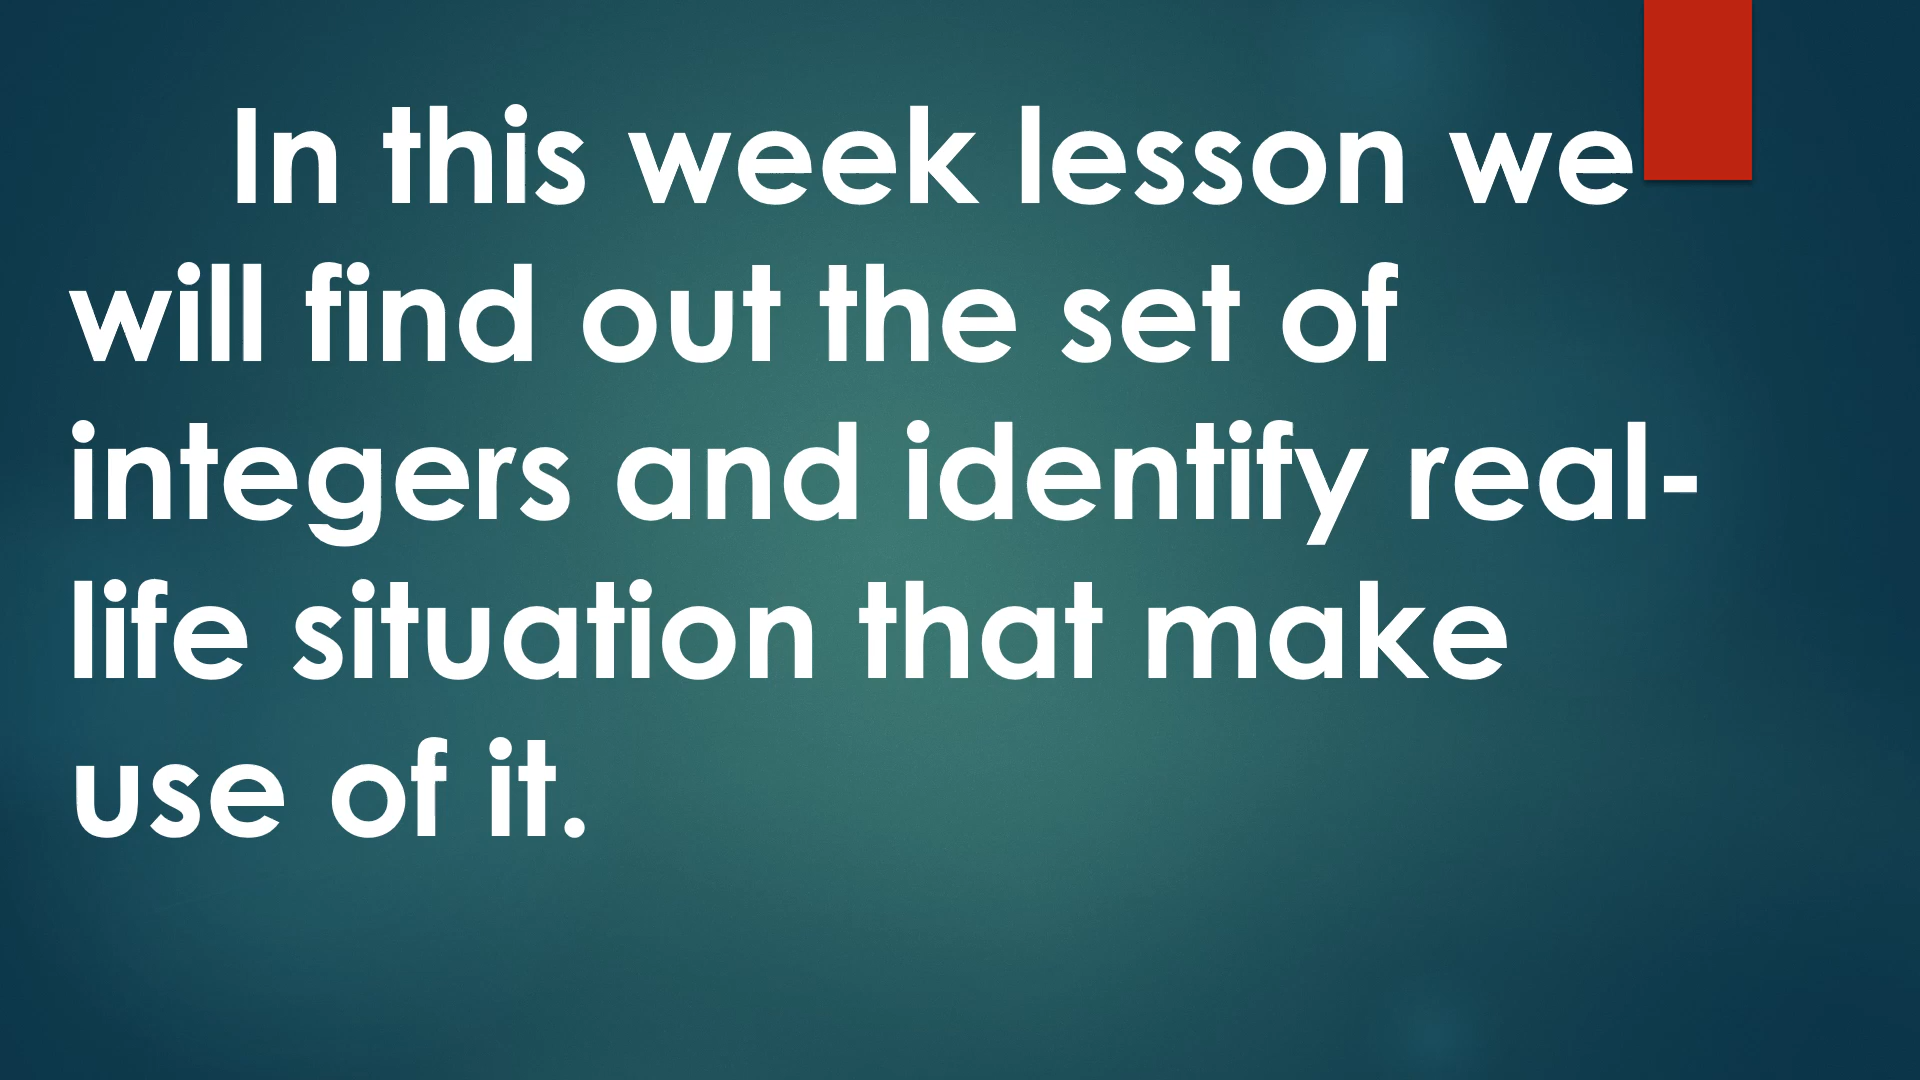 In this week lesson we
will find out the set of
integers and identify real-
life situation that make
use of it.